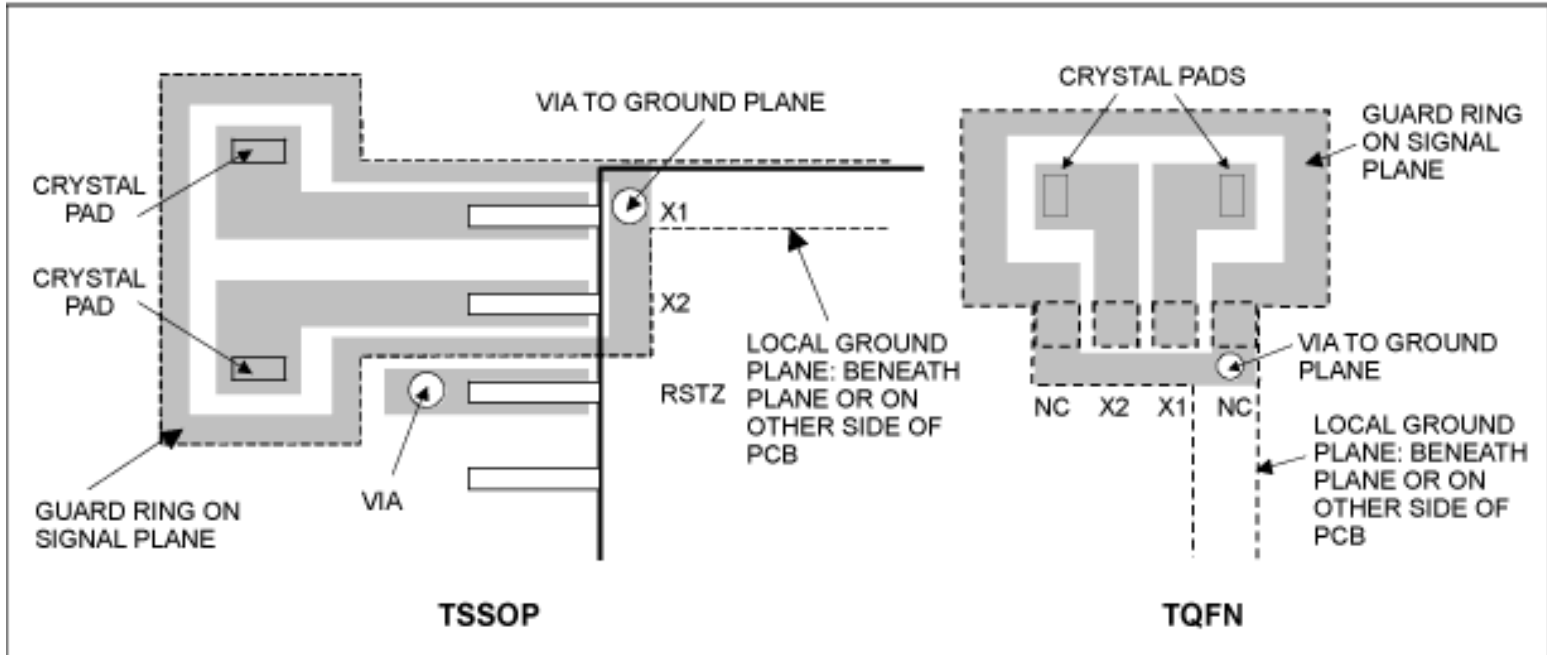 VIA TO GROUND PLANE
CRYSTAL
PAD
X1
CRYSTAL
PAD
X2
LOCAL GROUND
PLANE: BENEATH
PLANE OR ON
OTHER SIDE OF
PCB
RSTZ
VIA
GUARD RING ON
SIGNAL PLANE
TSSOP
CRYSTAL PADS
GUARD RING
ON SIGNAL
PLANE
VIA TO GROUND
PLANE
NC X2 X1 NC
LOCAL GROUND
PLANE: BENEATH
PLANE OR ON
OTHER SIDE OF
PCB
TQFN